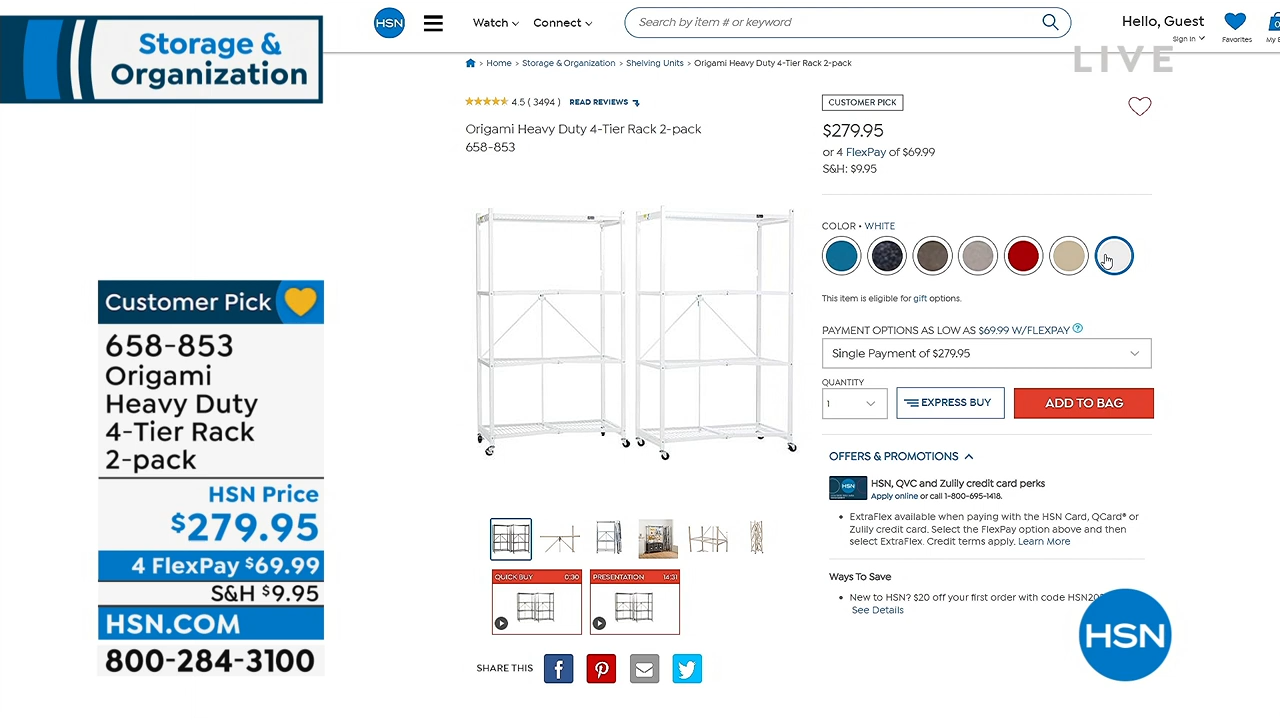 Storage &
Organization
HSN
Watch
Connect
Search by item # or keyword
Hello, Guest
Sign In
Favorites
LIVE
> Home > Storage & Organization > Shelving Units > Origami Heavy Duty 4-Tier Rack 2-pack
4.5 ( 3494 ) READ REVIEWS
Origami Heavy Duty 4-Tier Rack 2-pack
658-853
CUSTOMER PICK
$279.95
or 4 FlexPay of $69.99
S&H: $9.95
COLOR • WHITE
This item is eligible for gift options.
PAYMENT OPTIONS AS LOW AS $69.99 W/FLEXPAY ?
Single Payment of $279.95
QUANTITY
1
EXPRESS BUY
ADD TO BAG
OFFERS & PROMOTIONS
HSN
HSN, QVC and Zulily credit card perks
Apply online or call 1-800-695-1418.
• ExtraFlex available when paying with the HSN Card, QCard® or
Zulily credit card. Select the FlexPay option above and then
select ExtraFlex. Credit terms apply. Learn More
Ways To Save
• New to HSN? $20 off your first order with code
See Details
QUICK BUY 0:30
PRESENTATION 14:31
SHARE THIS
Customer Pick
658-853
Origami
Heavy Duty
4-Tier Rack
2-pack
HSN Price
$279.95
4 FlexPay $69.99
S&H $9.95
HSN.COM
800-284-3100
HSN